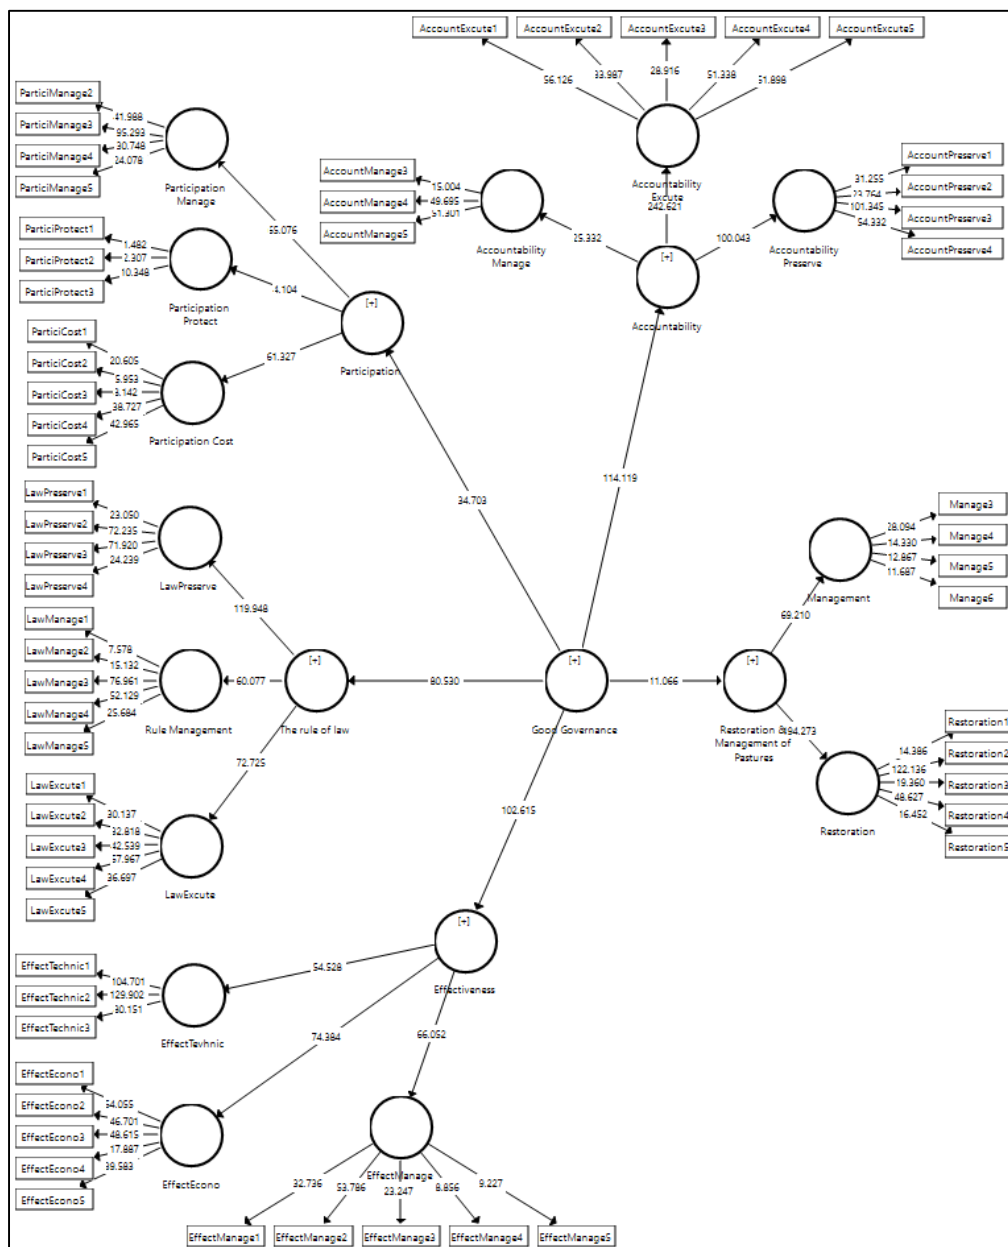 AccountExcute1
AccountExcute2
AccountExcute3
AccountExcute4
AccountExcute5
56.126
33.987
28.916
51.338
51.898
Accountability
Excute
ParticiManage2
ParticiManage3
ParticiManage4
ParticiManage5
41.988
95.293
30.748
24.078
Participation
Manage
AccountManage3
AccountManage4
AccountManage5
15.004
49.695
51.301
Accountability
Manage
AccountPreserve1
AccountPreserve2
AccountPreserve3
AccountPreserve4
31.255
23.764
101.345
54.332
Accountability
Preserve
242.621
25.332
100.043
[+]
Accountability
ParticiProtect1
ParticiProtect2
ParticiProtect3
1.482
2.307
10.348
Participation
Protect
55.076
4.104
61.327
[+]
Participation
ParticiCost1
ParticiCost2
ParticiCost3
ParticiCost4
ParticiCost5
20.605
5.953
3.142
38.727
42.965
Participation Cost
34.703
114.119
LawPreserve1
LawPreserve2
LawPreserve3
LawPreserve4
23.050
72.235
71.920
24.239
LawPreserve
119.948
Manage3
Manage4
Manage5
Manage6
28.094
14.330
12.867
11.687
Management
69.210
LawManage1
LawManage2
LawManage3
LawManage4
LawManage5
7.578
15.132
76.961
52.129
25.684
Rule Management
60.077
[+]
The rule of law
80.530
[+]
Good Governance
11.066
[+]
Restoration &
Management of
Pastures
194.273
72.725
102.615
Restoration1
Restoration2
Restoration3
Restoration4
Restoration5
14.386
122.136
19.360
48.627
16.452
Restoration
LawExcute1
LawExcute2
LawExcute3
LawExcute4
LawExcute5
30.137
32.818
42.539
57.967
36.697
LawExcute
[+]
Effectiveness
EffectTechnic1
EffectTechnic2
EffectTechnic3
104.701
129.902
30.151
EffectTevhnic
54.528
74.384
66.052
EffectEcono1
EffectEcono2
EffectEcono3
EffectEcono4
EffectEcono5
54.055
46.701
48.615
17.887
39.583
EffectEcono
EffectManage
32.736
53.786
23.247
8.856
9.227
EffectManage1
EffectManage2
EffectManage3
EffectManage4
EffectManage5